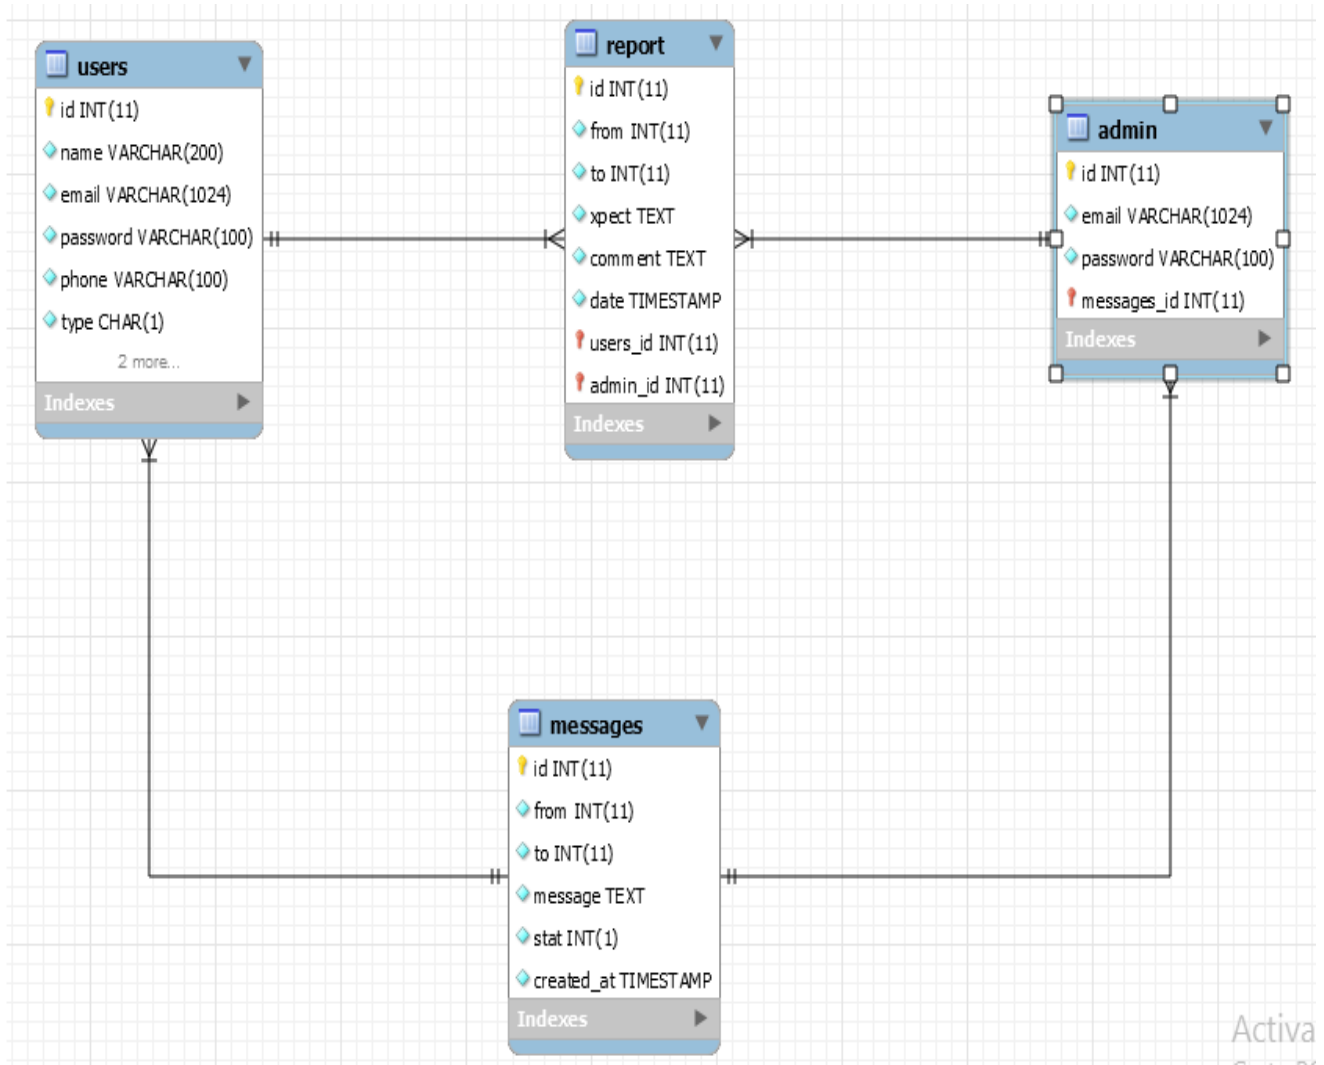 users
id INT(11)
name VARCHAR(200)
email VARCHAR(1024)
password VARCHAR(100)
phone VARCHAR(100)
type CHAR(1)
2 more...
Indexes
report
id INT(11)
from INT(11)
to INT(11)
xpect TEXT
comment TEXT
date TIMESTAMP
users_id INT(11)
admin_id INT(11)
Indexes
admin
id INT(11)
email VARCHAR(1024)
password VARCHAR(100)
messages_id INT(11)
Indexes
messages
id INT(11)
from INT(11)
to INT(11)
message TEXT
stat INT(1)
created_at TIMESTAMP
Indexes
Activa